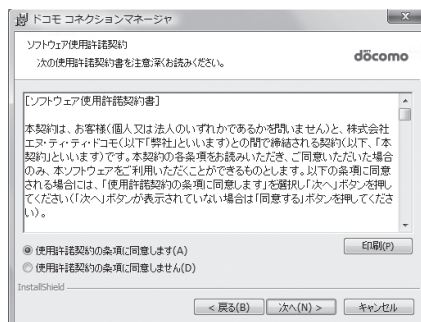 ドコモ コネクションマネージャ
ソフトウェア使用許諾契約
次の使用許諾契約書を注意深くお読みください。
döcomo
[ソフトウェア使用許諾契約書]
本契約は、お客様(個人又は法人のいずれかであるかを問いません)と、株式会社
エヌ・ティ・ティ・ドコモ(以下「弊社」といいます)との間で締結される契約(以下、「本
契約」といいます)です。本契約の各条項をお読みいただき、ご同意いただいた場合
のみ、本ソフトウェアをご利用いただくことができるものとします。以下の条項に同意
される場合には、「使用許諾契約の条項に同意します」を選択し「次へ」ボタンを押し
てください(「次へ」ボタンが表示されていない場合は「同意する」ボタンを押してくださ
い)。
使用許諾契約の条項に同意します(A)
印刷(P)
使用許諾契約の条項に同意しません(D)
InstallShield
< 戻る(B)
次へ(N) >
キャンセル